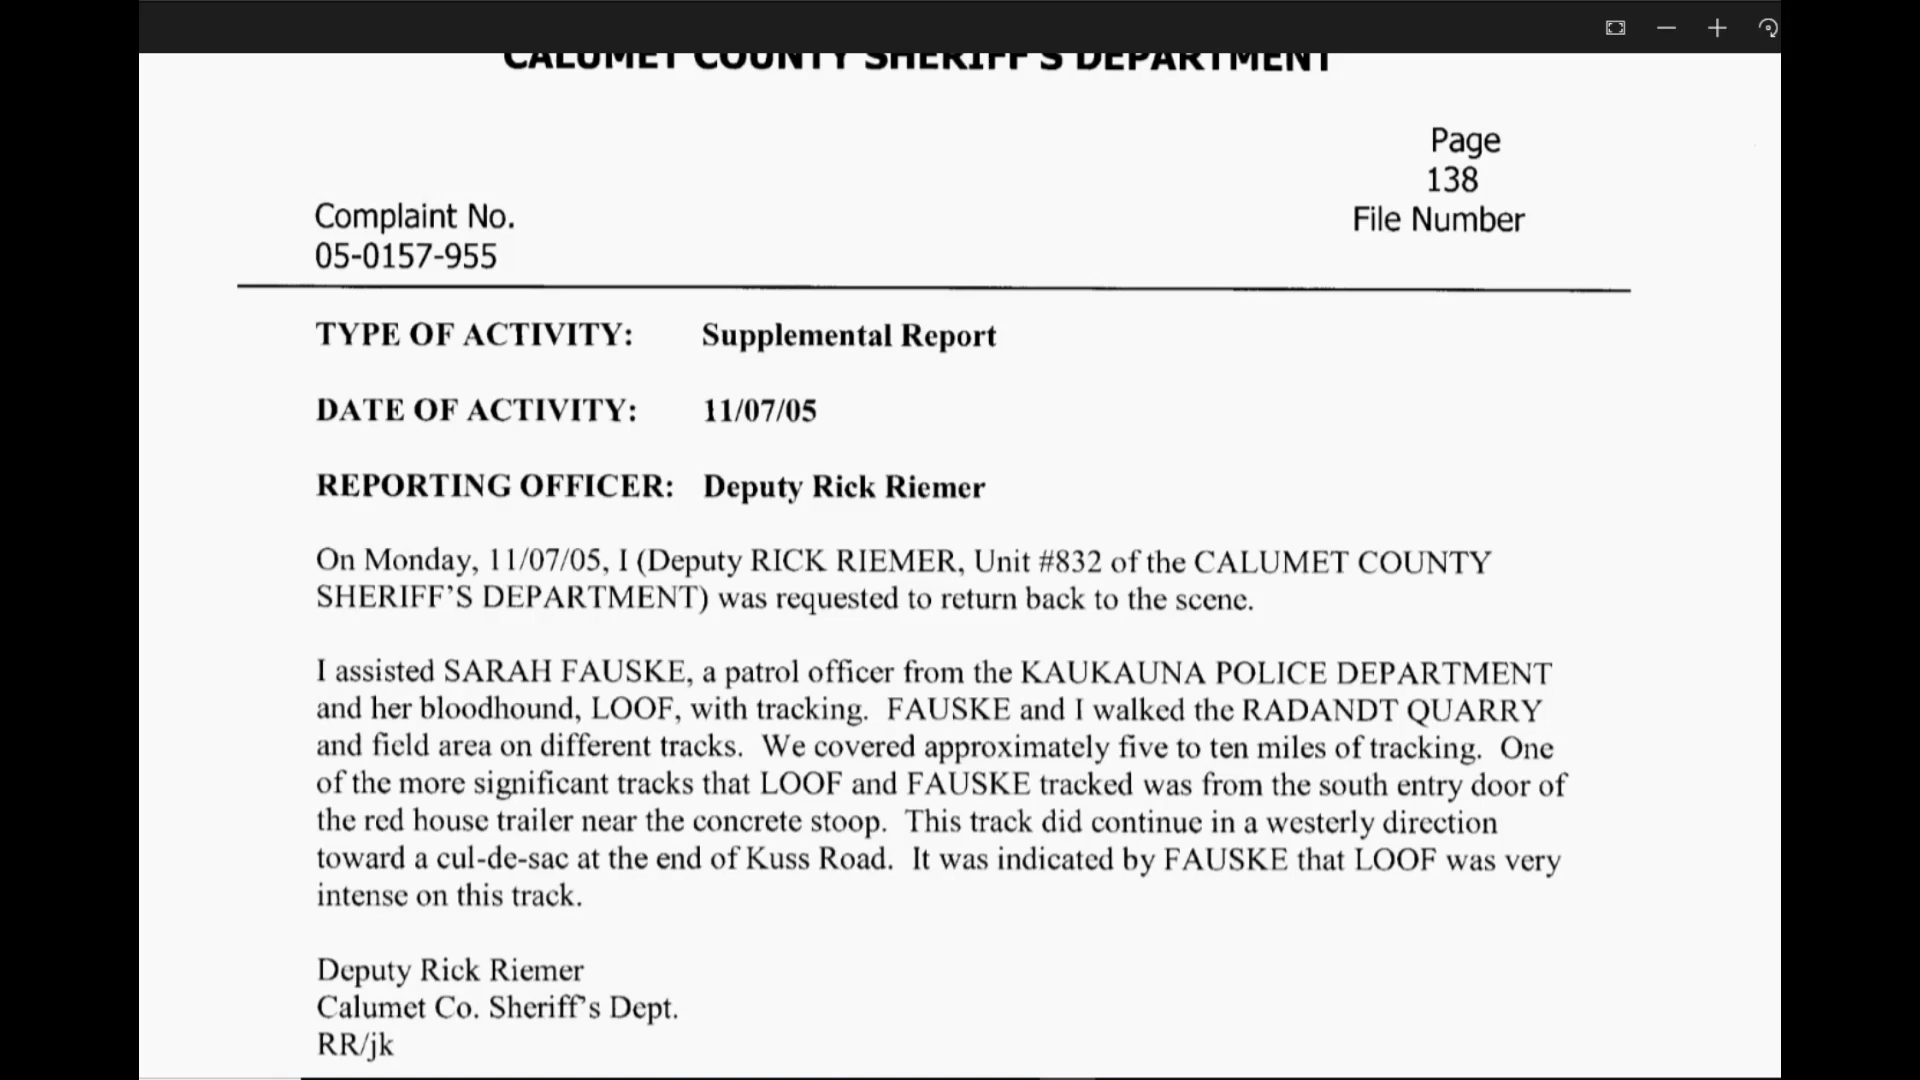 CALUMET COUNTY SHERIFF'S DEPARTMENT
Page
138
Complaint No.
File Number
05-0157-955
TYPE OF ACTIVITY: Supplemental Report
DATE OF ACTIVITY: 11/07/05
REPORTING OFFICER: Deputy Rick Riemer
On Monday, 11/07/05, I (Deputy RICK RIEMER, Unit #832 of the CALUMET COUNTY
SHERIFF'S DEPARTMENT) was requested to return back to the scene.
I assisted SARAH FAUSKE, a patrol officer from the KAUKAUNA POLICE DEPARTMENT
and her bloodhound, LOOF, with tracking. FAUSKE and I walked the RADANDT QUARRY
and field area on different tracks. We covered approximately five to ten miles of tracking. One
of the more significant tracks that LOOF and FAUSKE tracked was from the south entry door of
the red house trailer near the concrete stoop. This track did continue in a westerly direction
toward a cul-de-sac at the end of Kuss Road. It was indicated by FAUSKE that LOOF was very
intense on this track.
Deputy Rick Riemer
Calumet Co. Sheriff's Dept.
RR/jk